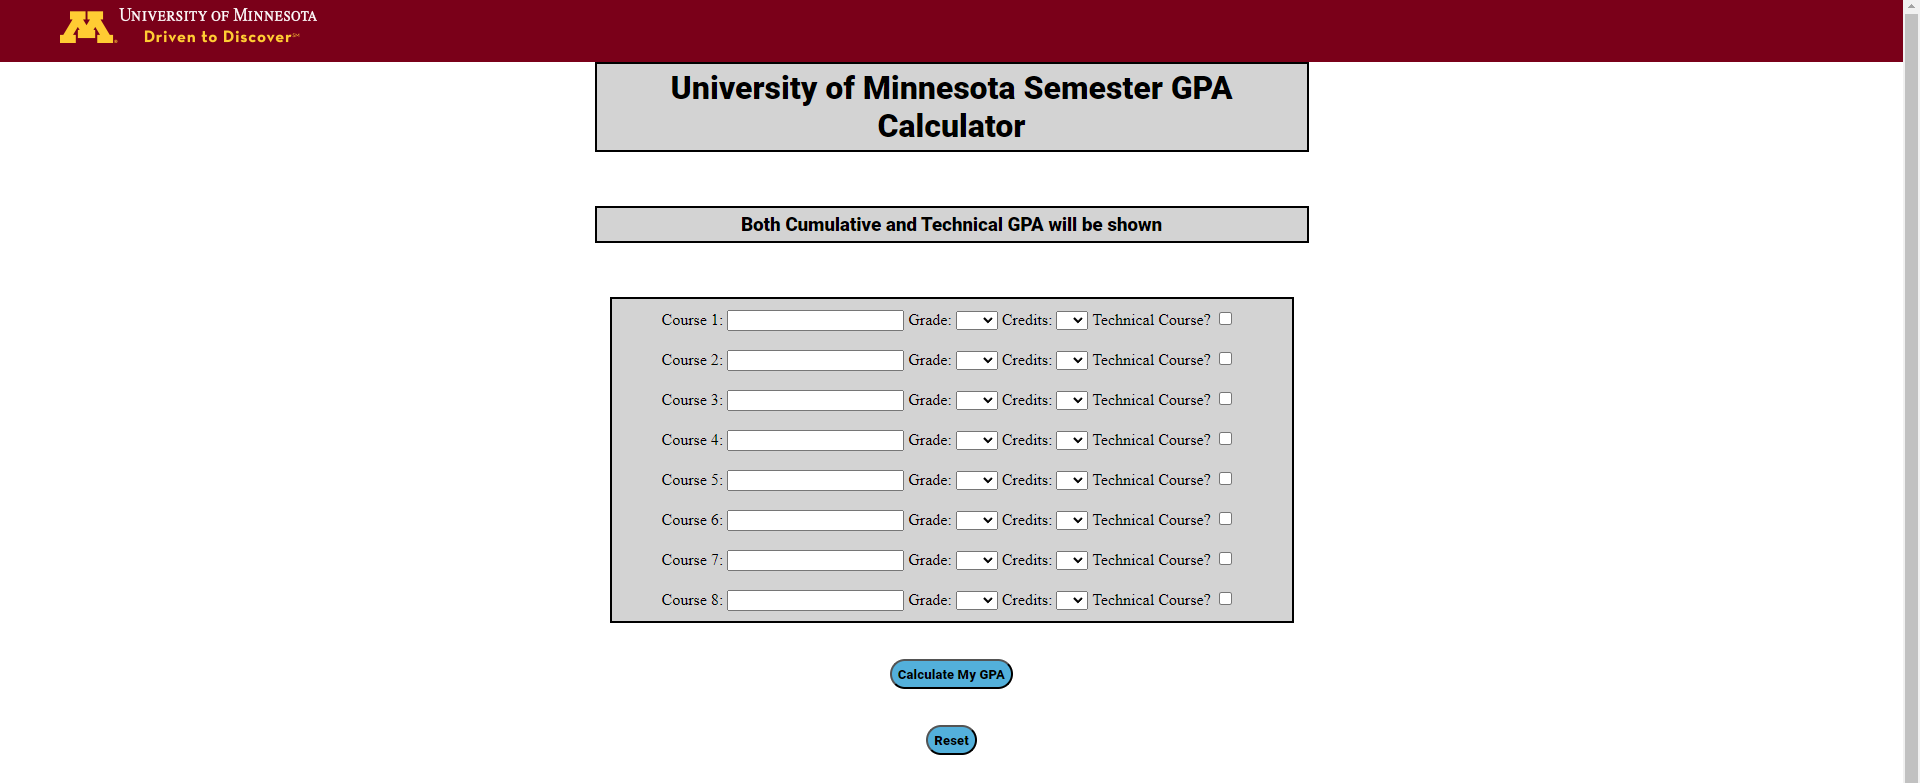 University of Minnesota
Driven to Discover℠
University of Minnesota Semester GPA
Calculator
Both Cumulative and Technical GPA will be shown
Course 1: Grade: Credits: Technical Course?
Course 2: Grade: Credits: Technical Course?
Course 3: Grade: Credits: Technical Course?
Course 4: Grade: Credits: Technical Course?
Course 5: Grade: Credits: Technical Course?
Course 6: Grade: Credits: Technical Course?
Course 7: Grade: Credits: Technical Course?
Course 8: Grade: Credits: Technical Course?
Calculate My GPA
Reset